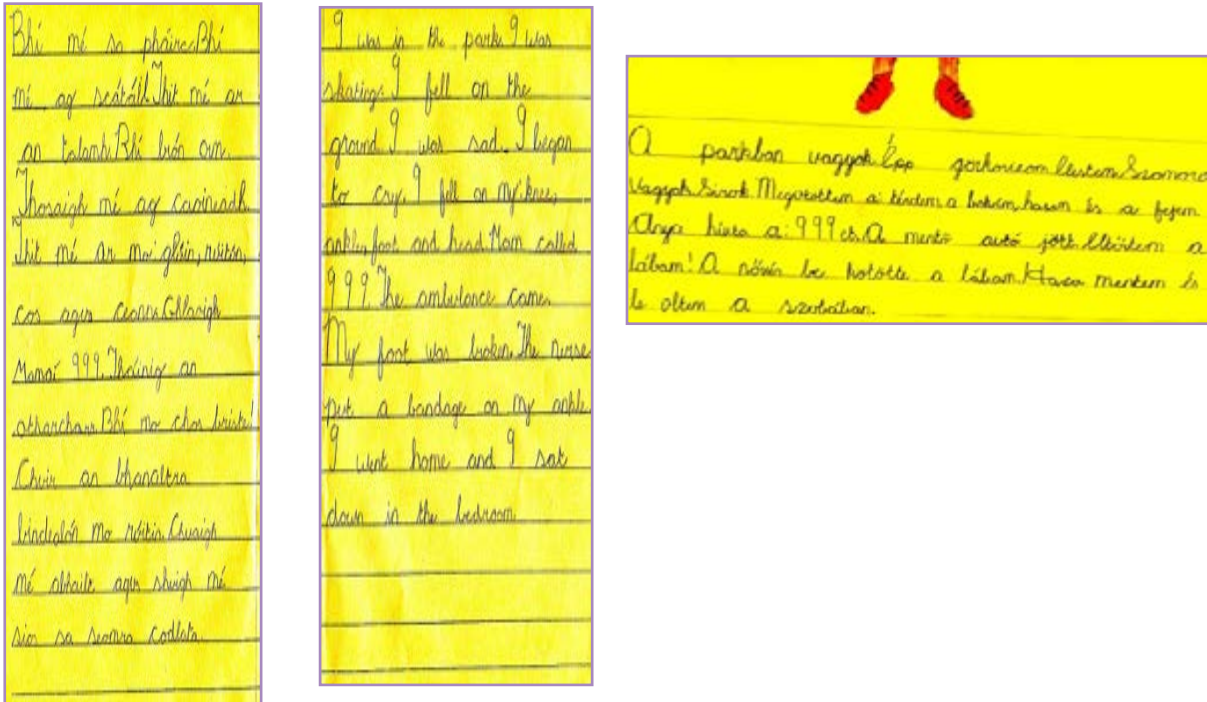 Bhí mé sa pháirc. Bhí
mé ag scátáil. Thit mé ar
an talamh. Bhí brón orm.
Thosaigh mé ag caoineadh.
Thit mé ar mo ghlúin, rúitín,
cos agus ceann. Ghlaoigh
Mamaí 999. Tháinig an
otharcharr. Bhí mo chos briste!
Chuir an bhanaltra
bindealán mo rúitín. Chuaigh
mé abhaile agus shuigh mé
síos sa seomra codlata.
I was in the park. I was
skating. I fell on the
ground. I was sad. I began
to cry. I fell on my knee,
ankle, foot and head. Mom called
999. The ambulance came.
My foot was broken. The nurse
put a bandage on my ankle.
I went home and I sat
down in the bedroom.
A parkban vagyok. Épp Elestem. Szomorú
vagyok. Sirok. Megütöttem a térdem, a bokám, hasam és a fejem
Anya hívta a: 999 et. A mentő autó jött. Eltörtem a
lábam! A nővér be kötötte a lábam. Haza mentem és
le ültem a szobában.